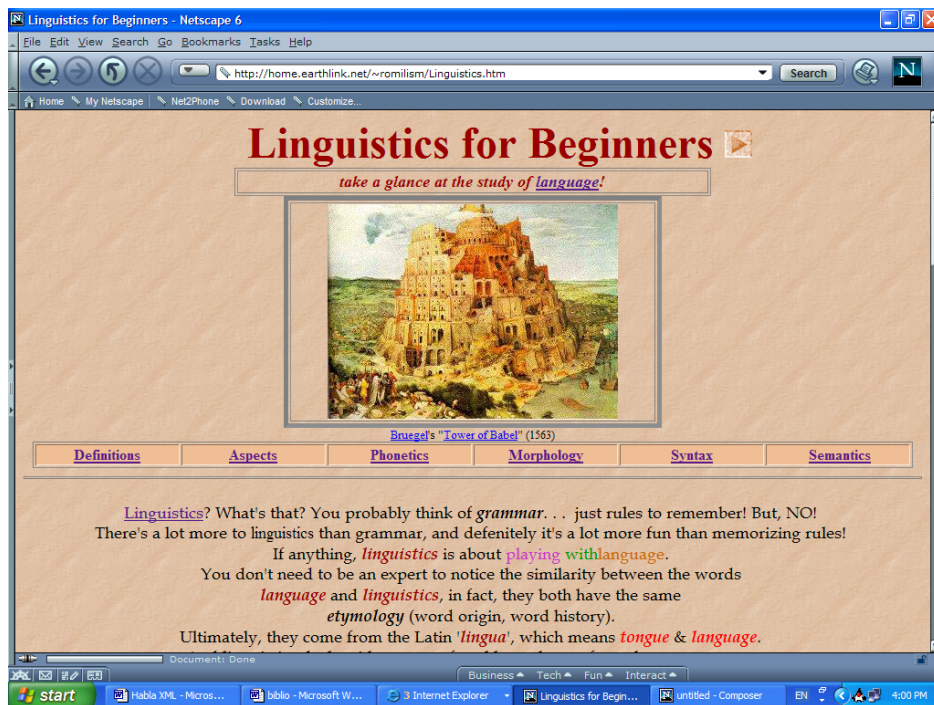 Linguistics for Beginners - Netscape 6
File Edit View Search Go Bookmarks Tasks Help
http://home.earthlink.net/~romilism/Linguistics.htm Search N
Home My Netscape Net2Phone Download Customize...
Linguistics for Beginners
take a glance at the study of language!
Bruegel's "Tower of Babel" (1563)
Definitions Aspects Phonetics Morphology Syntax Semantics
Linguistics? What's that? You probably think of grammar. . . just rules to remember! But, NO!
There's a lot more to linguistics than grammar, and defenitely it's a lot more fun than memorizing rules!
If anything, linguistics is about playing withlanguage.
You don't need to be an expert to notice the similarity between the words
language and linguistics, in fact, they both have the same
etymology (word origin, word history).
Ultimately, they come from the Latin 'lingua', which means tongue & language.
Document: Done
Business Tech Fun Interact
start Habla XML - Micros... biblio - Microsoft W... 3 Internet Explorer Linguistics for Begin... untitled - Composer EN 4:00 PM